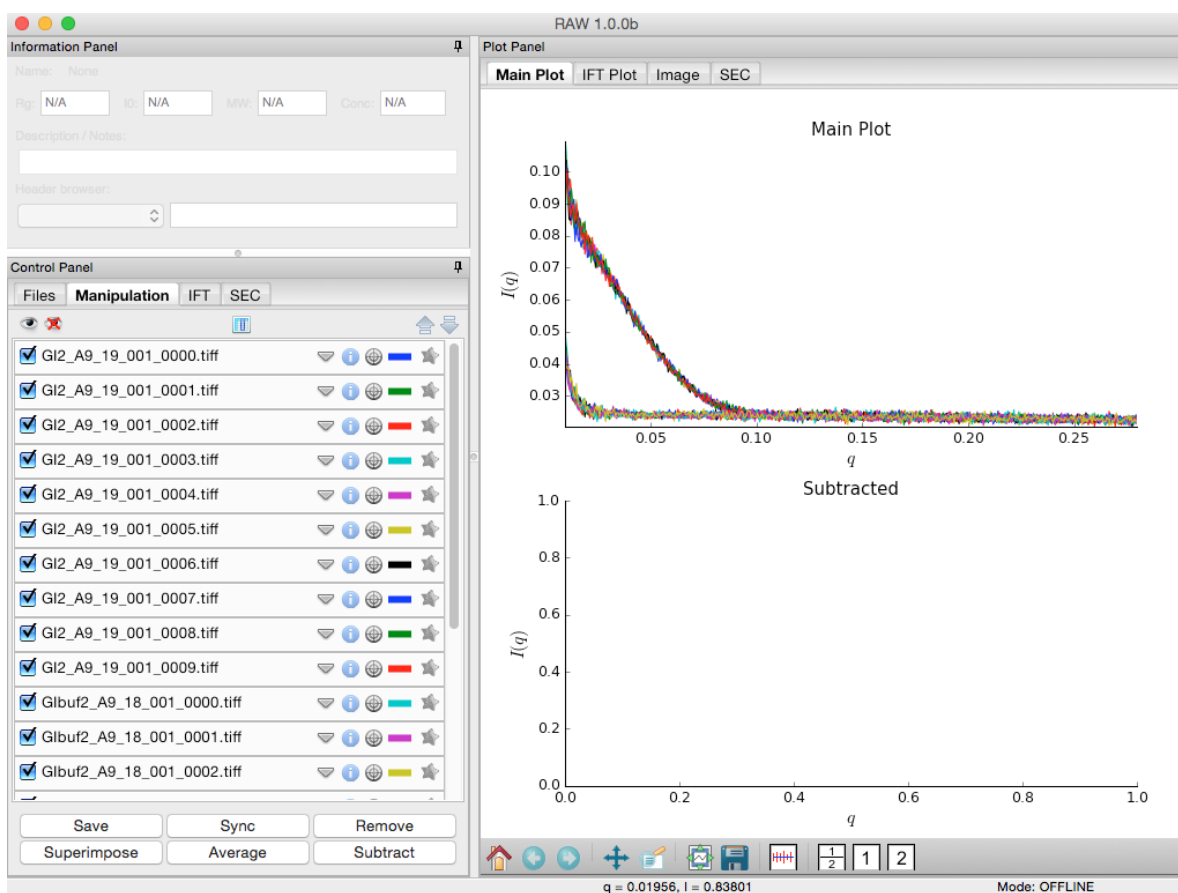 RAW 1.0.0b
Information Panel
Name: None
Rg: N/A I0: N/A MW: N/A Conc: N/A
Description / Notes:
Header browser:
Control Panel
Files Manipulation IFT SEC
GI2_A9_19_001_0000.tiff
GI2_A9_19_001_0001.tiff
GI2_A9_19_001_0002.tiff
GI2_A9_19_001_0003.tiff
GI2_A9_19_001_0004.tiff
GI2_A9_19_001_0005.tiff
GI2_A9_19_001_0006.tiff
GI2_A9_19_001_0007.tiff
GI2_A9_19_001_0008.tiff
GI2_A9_19_001_0009.tiff
GIbuf2_A9_18_001_0000.tiff
GIbuf2_A9_18_001_0001.tiff
GIbuf2_A9_18_001_0002.tiff
Save Sync Remove
Superimpose Average Subtract
Plot Panel
Main Plot IFT Plot Image SEC
Main Plot
I(q)
0.10
0.09
0.08
0.07
0.06
0.05
0.04
0.03
0.05 0.10 0.15 0.20 0.25
q
Subtracted
I(q)
1.0
0.8
0.6
0.4
0.2
0.0
0.0 0.2 0.4 0.6 0.8 1.0
q
1
2
1
2
q = 0.01956, I = 0.83801
Mode: OFFLINE